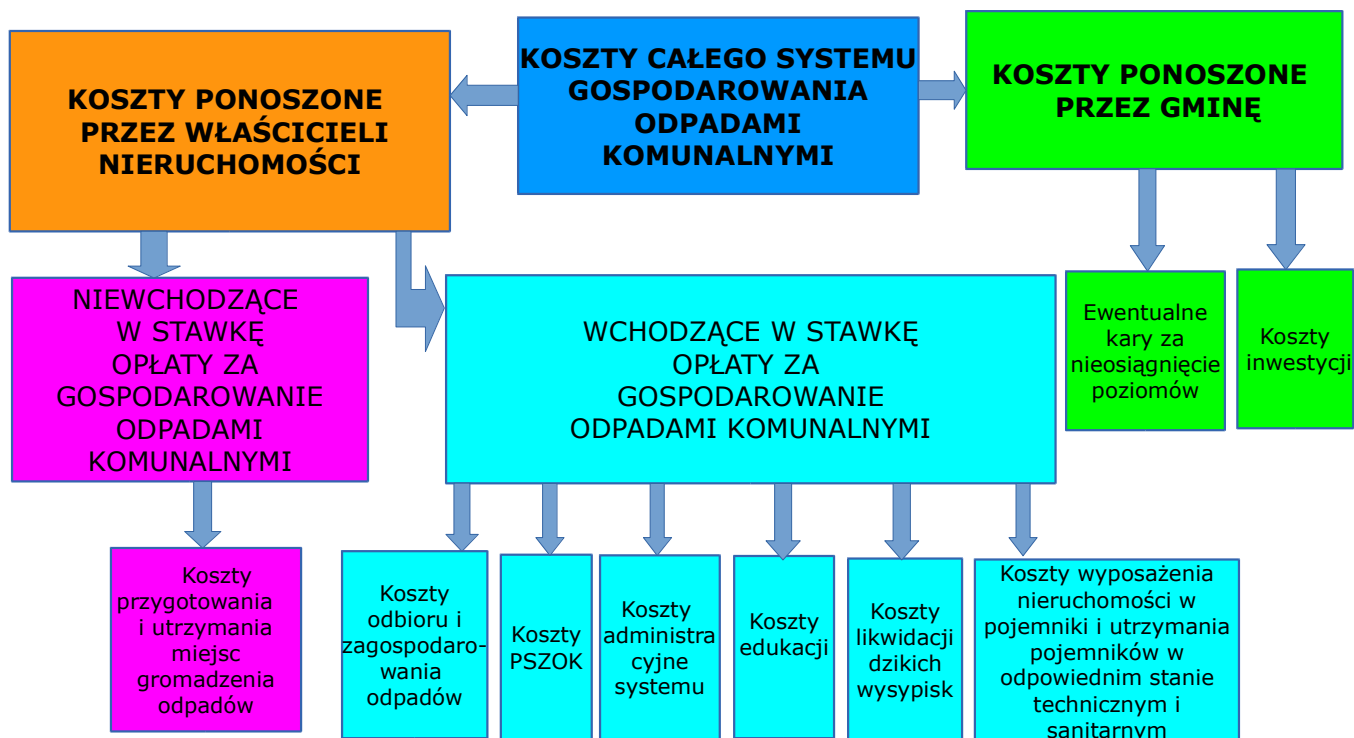 KOSZTY PONOSZONE
PRZEZ WŁAŚCICIELI
NIERUCHOMOŚCI
KOSZTY CAŁEGO SYSTEMU
GOSPODAROWANIA
ODPADAMI
KOMUNALNYMI
KOSZTY PONOSZONE
PRZEZ GMINĘ
NIEWCHODZĄCE
W STAWKĘ
OPŁATY ZA
GOSPODAROWANIE
ODPADAMI
KOMUNALNYMI
WCHODZĄCE W STAWKĘ
OPŁATY ZA
GOSPODAROWANIE
ODPADAMI KOMUNALNYMI
Ewentualne
kary za
nieosiągnięcie
poziomów
Koszty
inwestycji
Koszty
przygotowania
i utrzymania
miejsc
gromadzenia
odpadów
Koszty
odbioru i
zagospodaro-
wania
odpadów
Koszty
PSZOK
Koszty
administra
cyjne
systemu
Koszty
edukacji
Koszty
likwidacji
dzikich
wysypisk
Koszty wyposażenia
nieruchomości w
pojemniki i utrzymania
pojemników w
odpowiednim stanie
technicznym i
sanitarnym